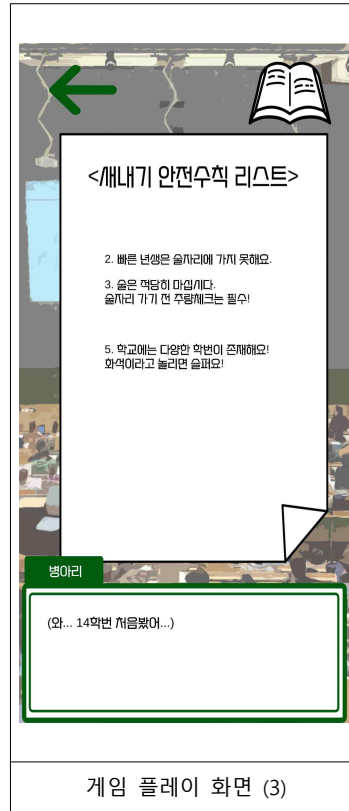 <새내기 안전수칙 리스트>
2. 빠른 년생은 술자리에 가지 못해요.
3. 술은 적당히 마십시다.
술자리 가기 전 주량체크는 필수!
5. 학교에는 다양한 학번이 존재해요!
화석이라고 놀리면 슬퍼요!
병아리
(와... 14학번 처음봤어...)
게임 플레이 화면 (3)